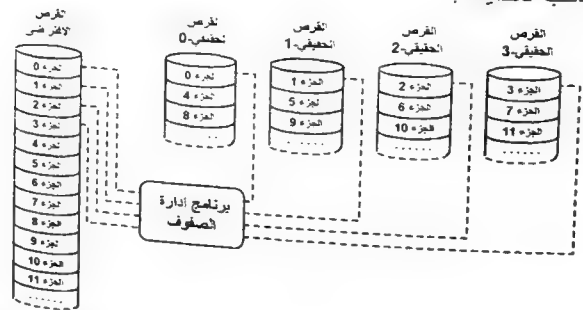 القرص
الافتراضي
الجزء 0
الجزء 1
الجزء 2
الجزء 3
الجزء 4
الجزء 5
الجزء 6
الجزء 7
الجزء 8
الجزء 9
الجزء 10
الجزء 11
.......
القرص
الحقيقي-0
الجزء 0
الجزء 4
الجزء 8
.......
القرص
الحقيقي-1
الجزء 1
الجزء 5
الجزء 9
.......
القرص
الحقيقي-2
الجزء 2
الجزء 6
الجزء 10
.......
القرص
الحقيقي-3
الجزء 3
الجزء 7
الجزء 11
.......
برنامج أدارة
الصفوف